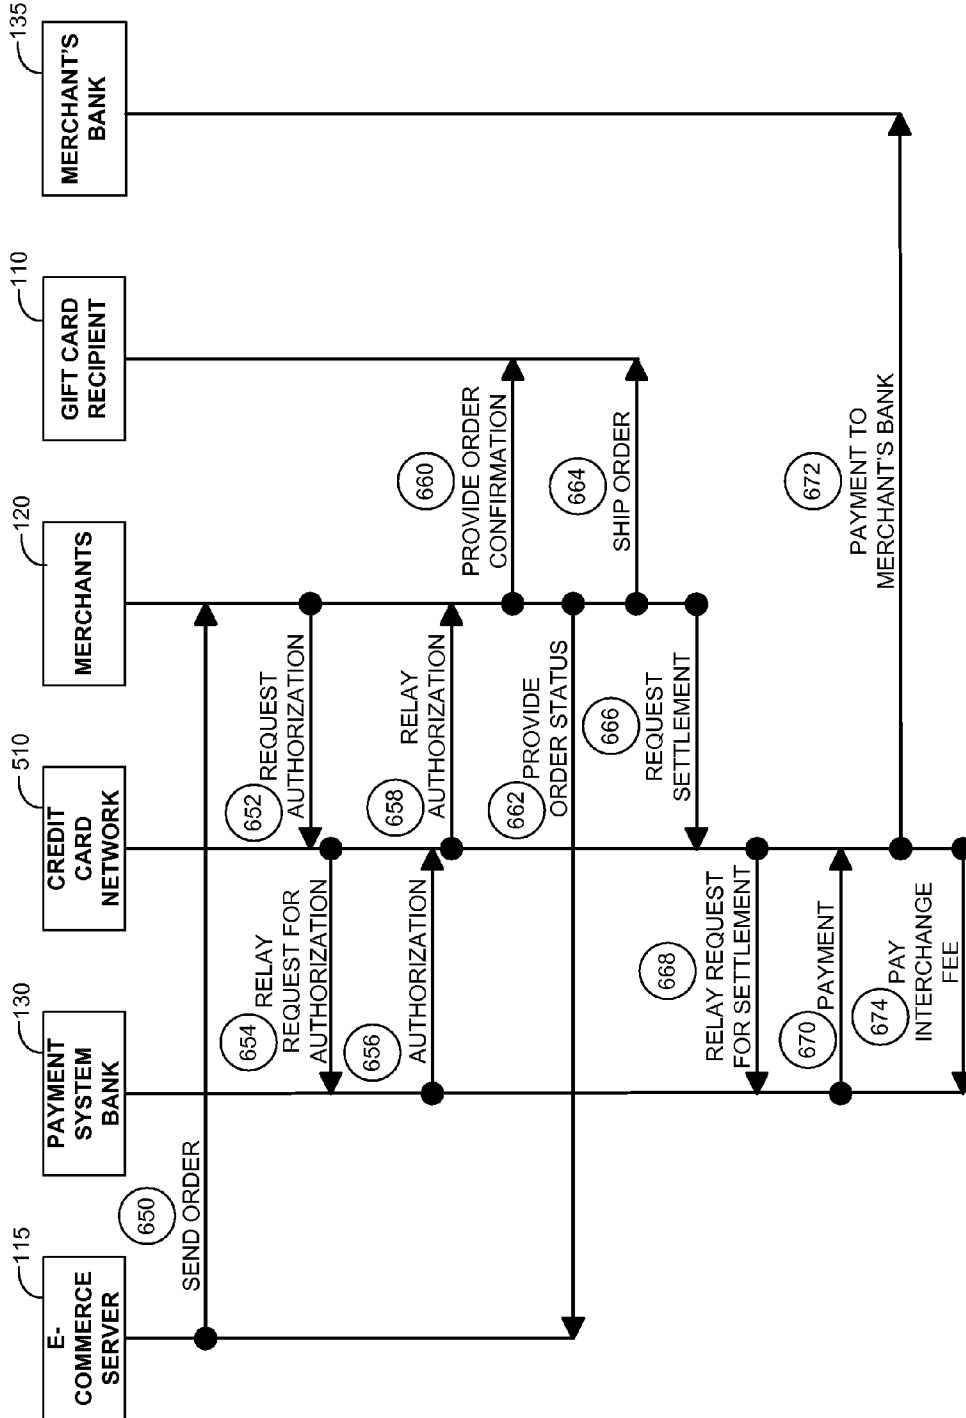 115
E-
COMMERCE
SERVER
130
PAYMENT
SYSTEM
BANK
510
CREDIT
CARD
NETWORK
120
MERCHANTS
110
GIFT CARD
RECIPIENT
135
MERCHANT'S
BANK
650
SEND ORDER
652
REQUEST
AUTHORIZATION
654
RELAY
REQUEST FOR
AUTHORIZATION
656
AUTHORIZATION
658
RELAY
AUTHORIZATION
660
PROVIDE ORDER
CONFIRMATION
662
PROVIDE
ORDER STATUS
664
SHIP ORDER
666
REQUEST
SETTLEMENT
668
RELAY REQUEST
FOR SETTLEMENT
670
PAYMENT
672
PAYMENT TO
MERCHANT'S BANK
674
PAY
INTERCHANGE
FEE